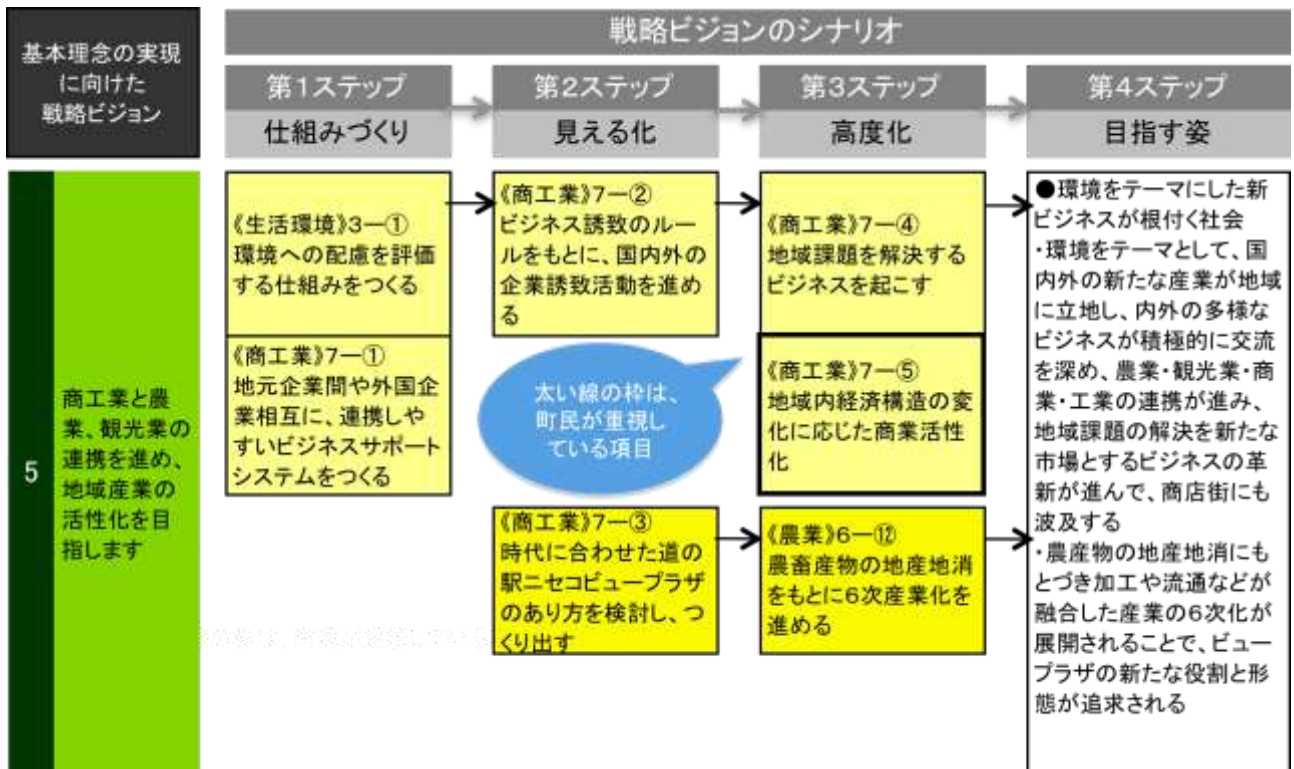 基本理念の実現
に向けた
戦略ビジョン
戦略ビジョンのシナリオ
第1ステップ
仕組みづくり
第2ステップ
見える化
第3ステップ
高度化
第4ステップ
目指す姿
5
商工業と農
業、観光業の
連携を進め、
地域産業の
活性化を目
指します
《生活環境》3―①
環境への配慮を評価
する仕組みをつくる
《商工業》7―①
地元企業間や外国企
業相互に、連携しや
すいビジネスサポート
システムをつくる
《商工業》7―②
ビジネス誘致のルー
ルをもとに、国内外の
企業誘致活動を進め
る
太い線の枠は、
町民が重視し
ている項目
《商工業》7―③
時代に合わせた道の
駅ニセコビュープラザ
のあり方を検討し、つ
くり出す
《商工業》7―④
地域課題を解決する
ビジネスを起こす
《商工業》7―⑤
地域内経済構造の変
化に応じた商業活性
化
《農業》6―⑫
農畜産物の地産地消
をもとに6次産業化を
進める
●環境をテーマにした新
ビジネスが根付く社会
・環境をテーマとして、国
内外の新たな産業が地域
に立地し、内外の多様な
ビジネスが積極的に交流
を深め、農業・観光業・商
業・工業の連携が進み、
地域課題の解決を新たな
市場とするビジネスの革
新が進んで、商店街にも
波及する
・農産物の地産地消にも
とづき加工や流通などが
融合した産業の6次化が
展開されることで、ビュー
プラザの新たな役割と形
態が追求される